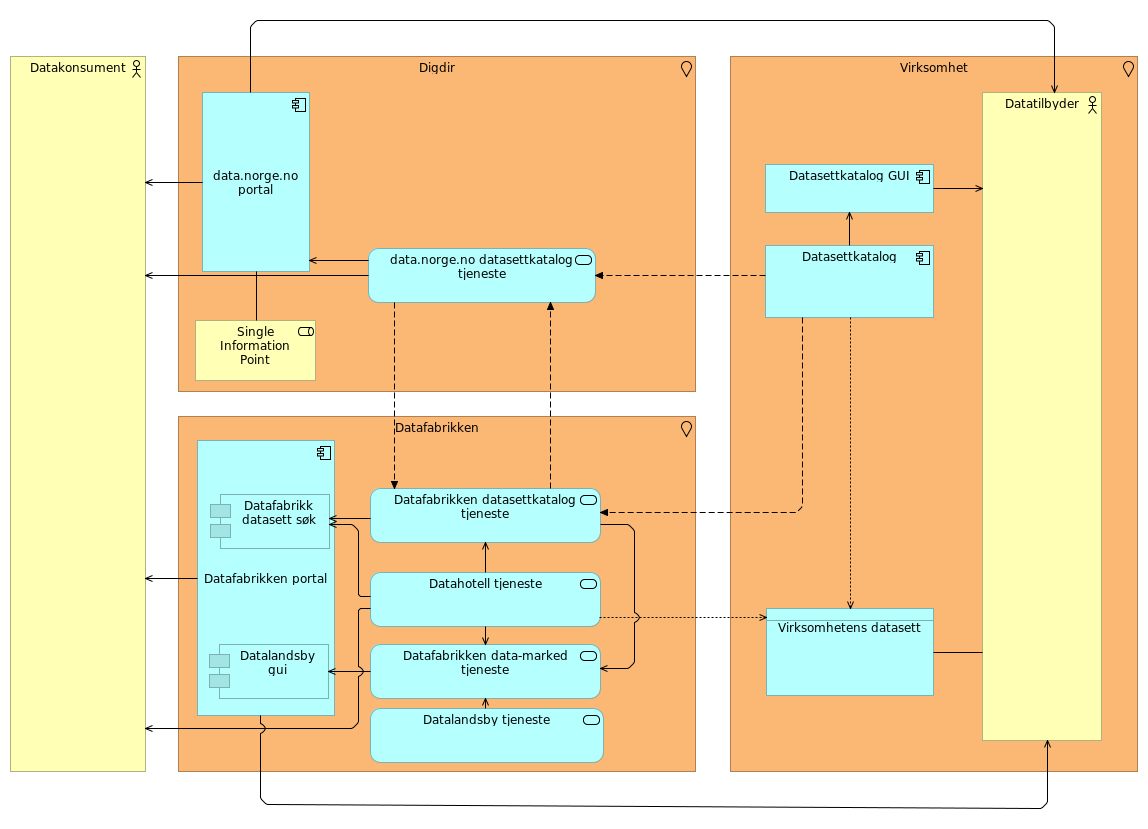 Datakonsument
Digdir
Virksomhet
Datatilbyder
data.norge.no
portal
Datasettkatalog GUI
Datasettkatalog
data.norge.no datasettkatalog
tjeneste
Single
Information
Point
Datafabrikken
Datafabrikk
datasett søk
Datafabrikken datasettkatalog
tjeneste
Datafabrikken portal
Datahotell tjeneste
Virksomhetens datasett
Datalandsby
gui
Datafabrikken data-marked
tjeneste
Datalandsby tjeneste